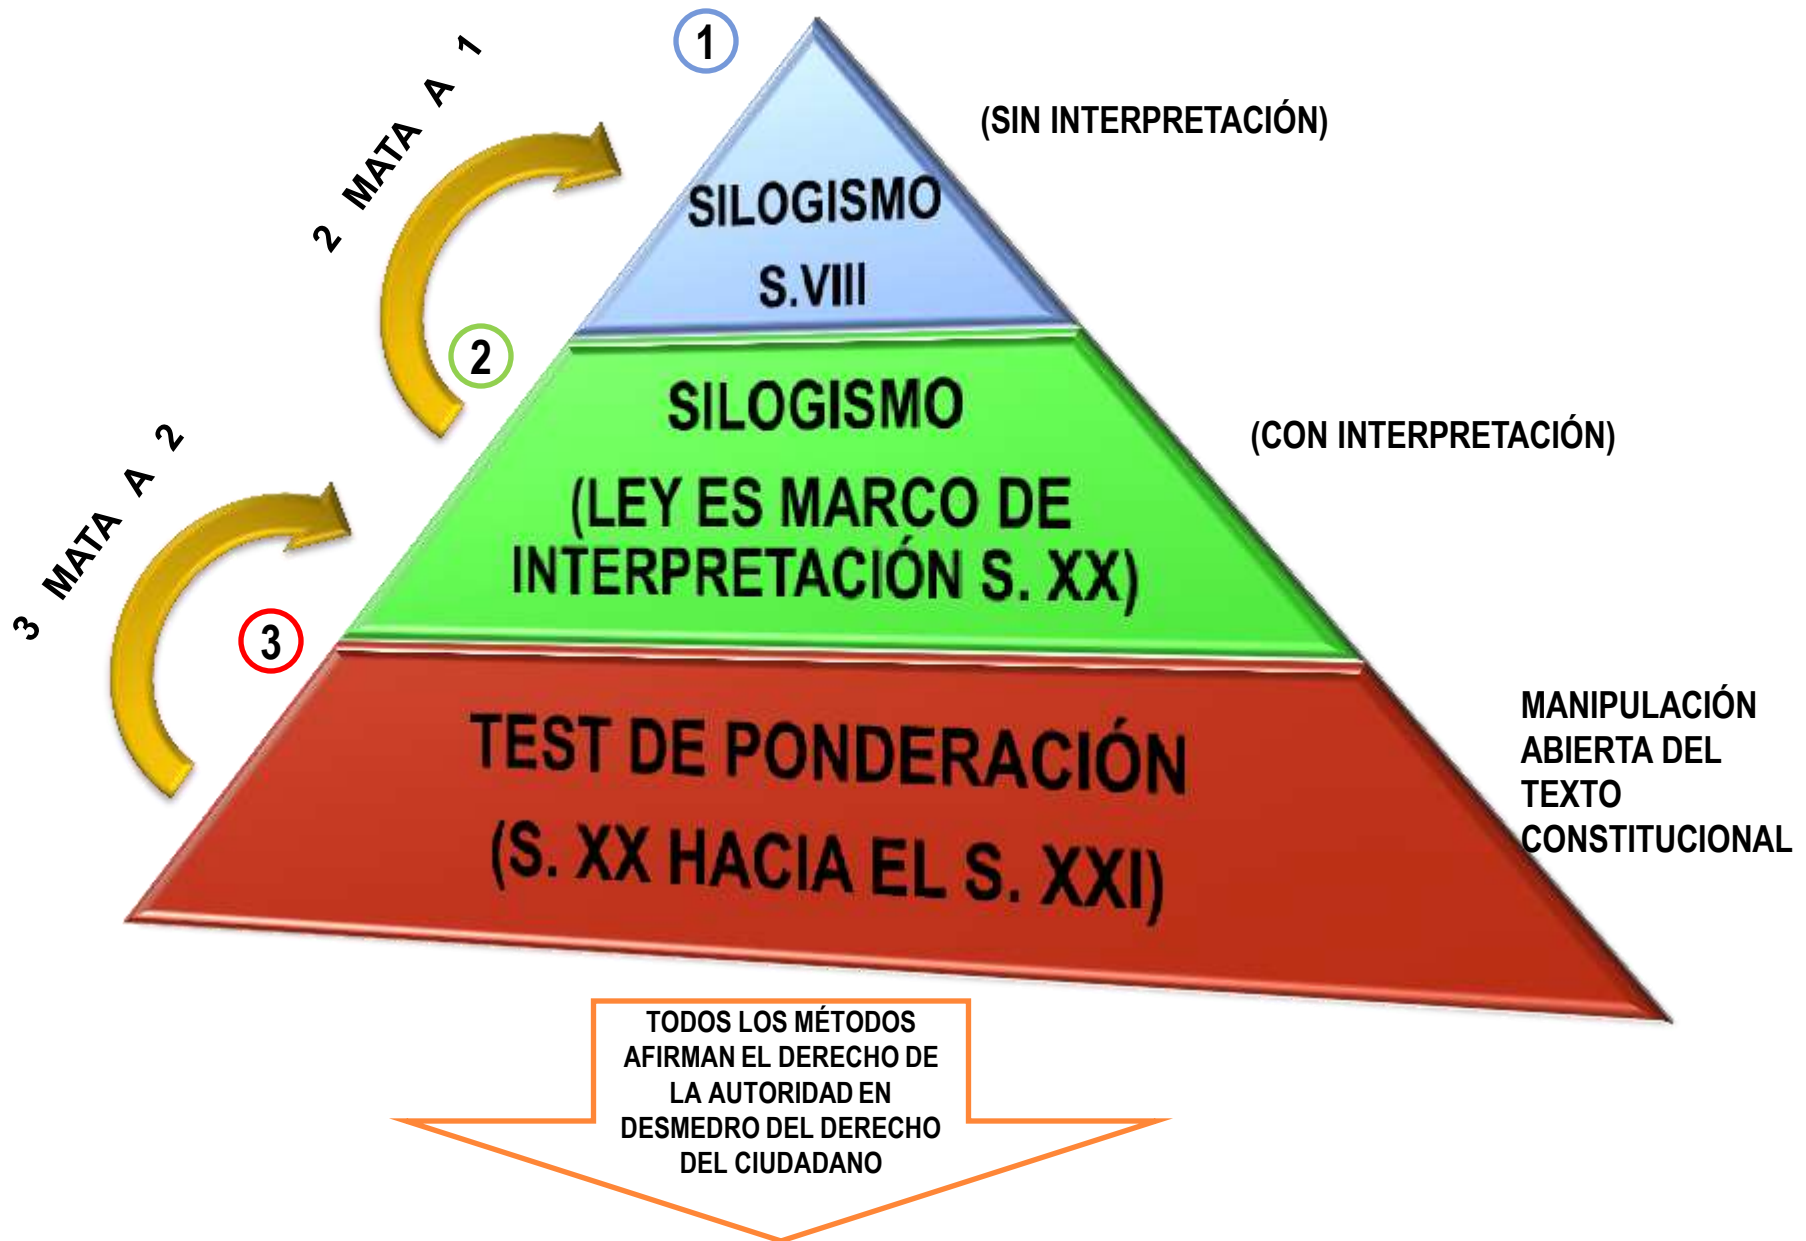 1
(SIN INTERPRETACIÓN)
2 MATA A 1
SILOGISMO
S.VIII
2
SILOGISMO
(LEY ES MARCO DE
INTERPRETACIÓN S. XX)
(CON INTERPRETACIÓN)
3 MATA A 2
3
TEST DE PONDERACIÓN
(S. XX HACIA EL S. XXI)
MANIPULACIÓN
ABIERTA DEL
TEXTO
CONSTITUCIONAL
TODOS LOS MÉTODOS
AFIRMAN EL DERECHO DE
LA AUTORIDAD EN
DESMEDRO DEL DERECHO
DEL CIUDADANO